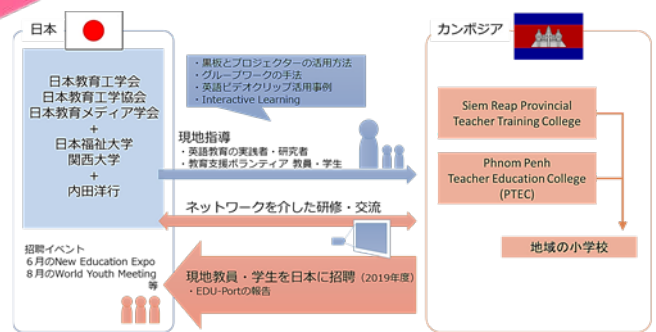 日本
日本教育工学会
日本教育工学協会
日本教育メディア学会
+
日本福祉大学
関西大学
+
内田洋行
招聘イベント
6月のNew Education Expo
8月のWorld Youth Meeting
等
・黒板とプロジェクターの活用方法
・グループワークの手法
・英語ビデオクリップ活用事例
・Interactive Learning
現地指導
・英語教育の実践者・研究者
・教育支援ボランティア 教員・学生
ネットワークを介した研修・交流
現地教員・学生を日本に招聘（2019年度）
・EDU-Portの報告
カンボジア
Siem Reap Provincial
Teacher Training College
Phnom Penh
Teacher Education College
(PTEC)
地域の小学校